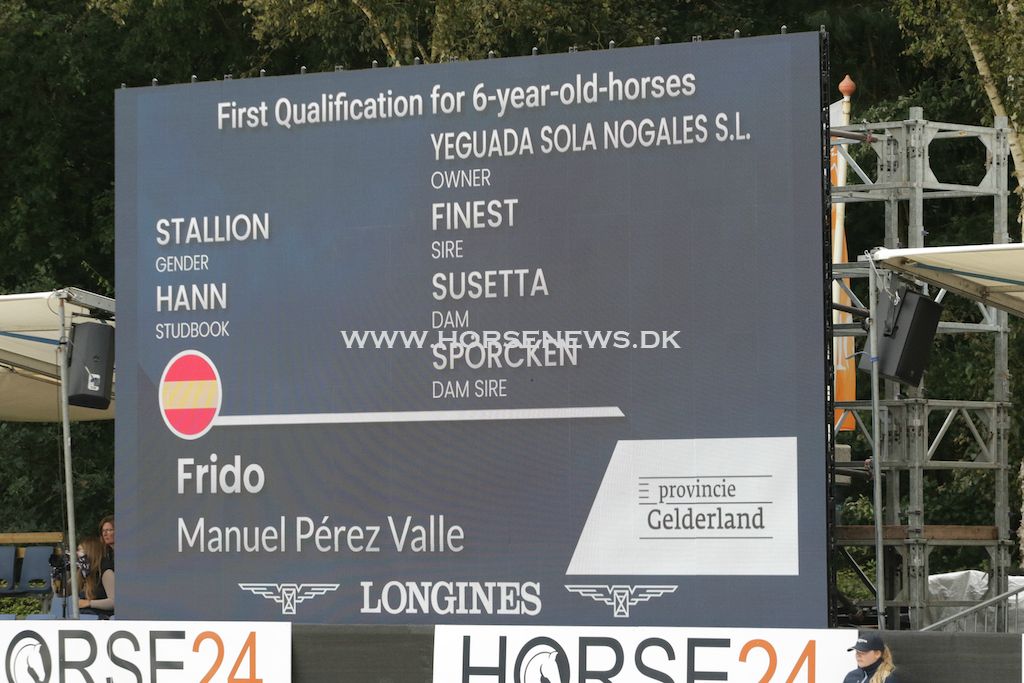 First Qualification for 6-year-old-horses
YEGUADA SOLA NOGALES S.L.
OWNER
STALLION
GENDER
FINEST
SIRE
HANN
STUDBOOK
SUSETTA
DAM
WWW.HORSENEWS.DK
SPORCKEN
DAM SIRE
Frido
Manuel Pérez Valle
provincie
Gelderland
LONGINES
HORSE24
HORSE24